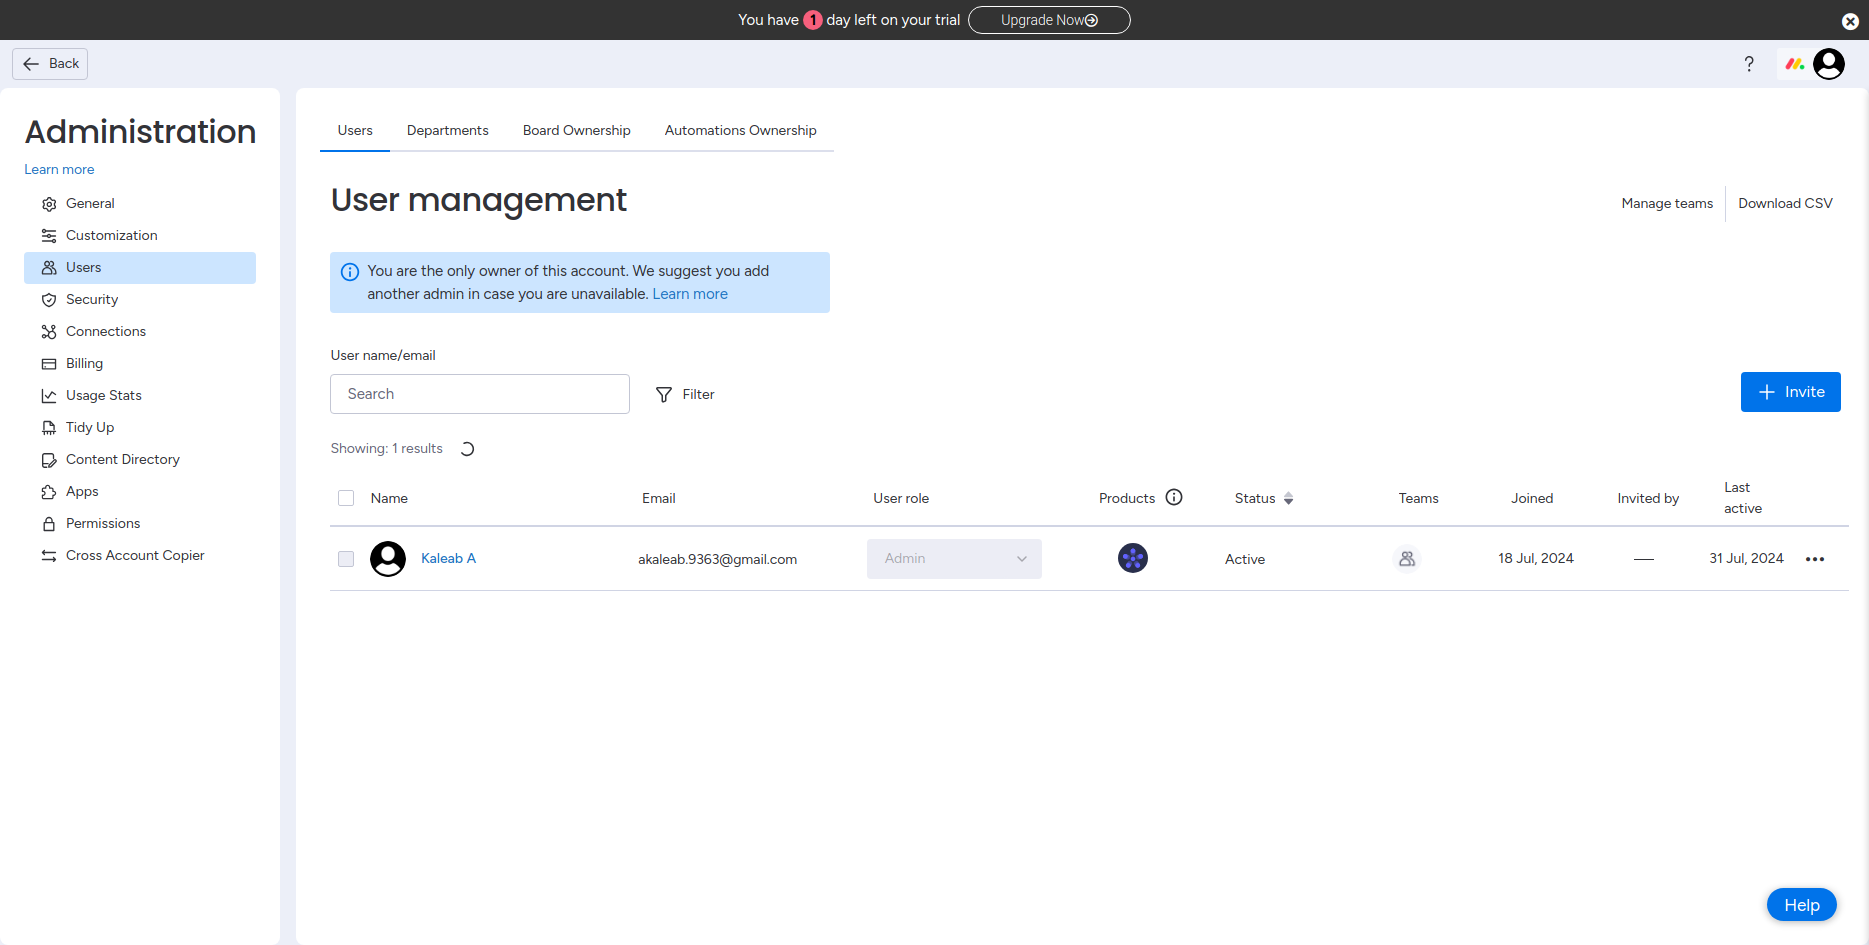 You have 1 day left on your trial Upgrade Now
Back
?
Administration
Learn more
General
Customization
Users
Security
Connections
Billing
Usage Stats
Tidy Up
Content Directory
Apps
Permissions
Cross Account Copier
Users Departments Board Ownership Automations Ownership
User management
Manage teams Download CSV
You are the only owner of this account. We suggest you add
another admin in case you are unavailable. Learn more
User name/email
Search Filter
Invite
Showing: 1 results
Name Email User role Products Status Teams Joined Invited by Last active
Kaleab A akaleab.9363@gmail.com Admin Active 18 Jul, 2024 — 31 Jul, 2024
Help